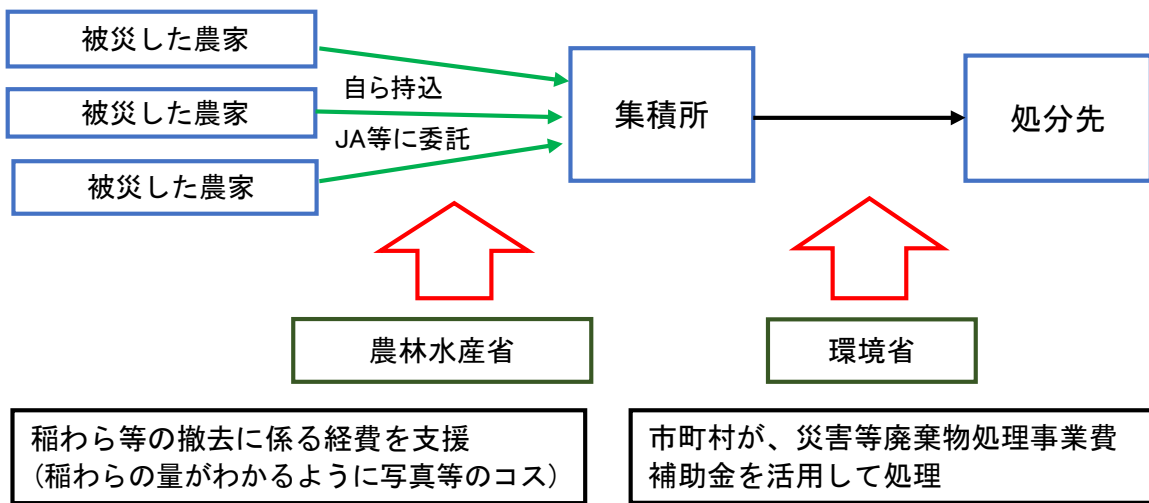 被災した農家
被災した農家
被災した農家
自ら持込
JA等に委託
集積所
処分先
農林水産省
環境省
稲わら等の撤去に係る経費を支援
(稲わらの量がわかるように写真等のコス)
市町村が、災害等廃棄物処理事業費
補助金を活用して処理